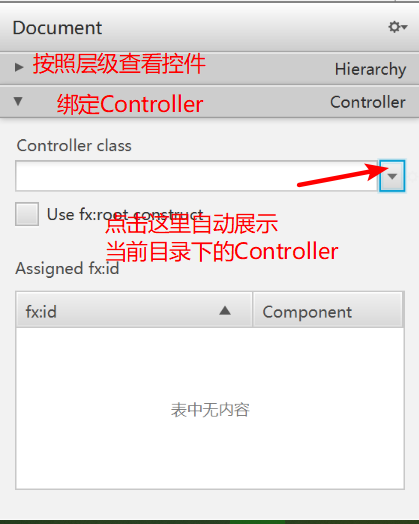 Document
按照层级查看控件
Hierarchy
绑定Controller
Controller
Controller class
Use fx:root construct
点击这里自动展示
当前目录下的Controller
Assigned fx:id
fx:id
Component
表中无内容